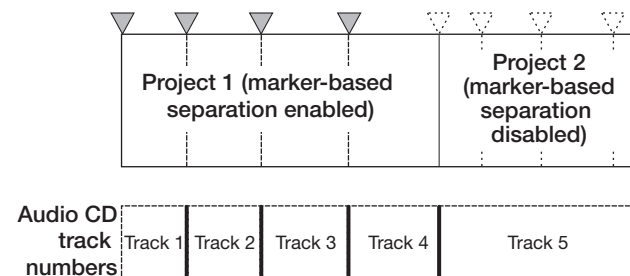 Project 1 (marker-based
separation enabled)
Project 2
(marker-based
separation
disabled)
Audio CD
track
numbers
Track 1
Track 2
Track 3
Track 4
Track 5